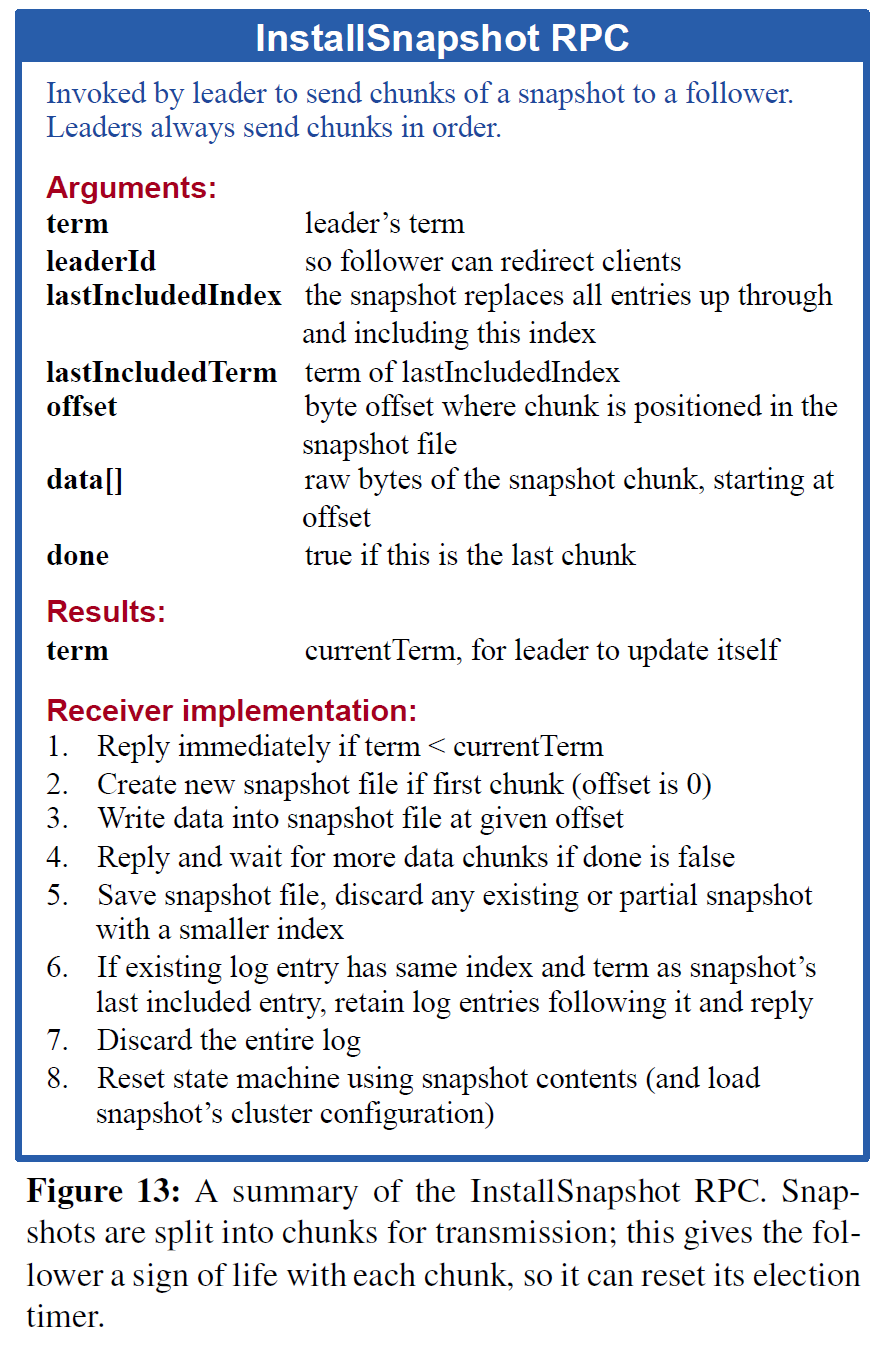 InstallSnapshot RPC
Invoked by leader to send chunks of a snapshot to a follower.
Leaders always send chunks in order.
Arguments:
term leader’s term
leaderId so follower can redirect clients
lastIncludedIndex the snapshot replaces all entries up through
and including this index
lastIncludedTerm term of lastIncludedIndex
offset byte offset where chunk is positioned in the
snapshot file
data[] raw bytes of the snapshot chunk, starting at
offset
done true if this is the last chunk
Results:
term currentTerm, for leader to update itself
Receiver implementation:
1. Reply immediately if term < currentTerm
2. Create new snapshot file if first chunk (offset is 0)
3. Write data into snapshot file at given offset
4. Reply and wait for more data chunks if done is false
5. Save snapshot file, discard any existing or partial snapshot
with a smaller index
6. If existing log entry has same index and term as snapshot’s
last included entry, retain log entries following it and reply
7. Discard the entire log
8. Reset state machine using snapshot contents (and load
snapshot’s cluster configuration)
Figure 13: A summary of the InstallSnapshot RPC. Snap-
shots are split into chunks for transmission; this gives the fol-
lower a sign of life with each chunk, so it can reset its election
timer.